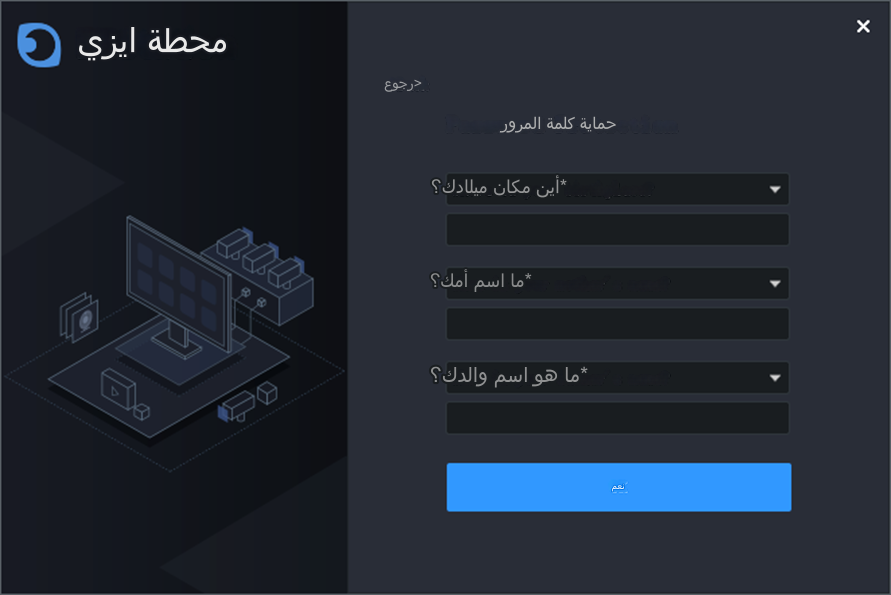 محطة ايزي
رجوع>
حماية كلمة المرور
*أين مكان ميلادك؟
*ما اسم أمك؟
*ما هو اسم والدك؟
نعم